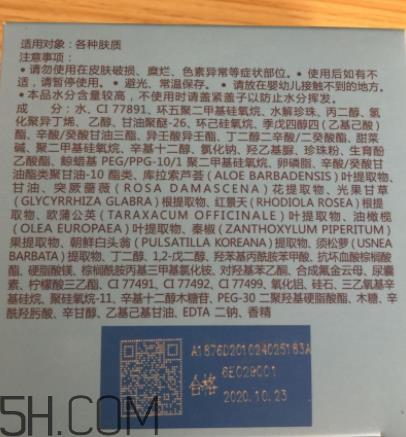 适用对象：各种肤质
注意事项：
•请勿使用在皮肤破损、糜烂、色素异常等症状部位。•使用后如有不
适，请暂停使用。•避光、常温保存。•请放在婴幼儿接触不到的地方。
•本品水分含量较高，不使用时请盖紧盖子以防止水分挥发。
成　分：水、CI 77891、环五聚二甲基硅氧烷、水解珍珠、丙二醇、氢
化聚异丁烯、乙醇、甘油聚醚-26、环己硅氧烷、季戊四醇四（乙基己酸）
酯、辛酸/癸酸甘油三酯、异壬酸异壬酯、丁二醇二辛酸/二癸酸酯、甜菜
碱、聚二甲基硅氧烷、辛基十二醇、氯化钠、羟乙基脲、珍珠粉、生育酚
乙酸酯、鲸蜡基 PEG/PPG-10/1 聚二甲基硅氧烷、卵磷脂、辛酸/癸酸甘
油酯类聚甘油-10 酯类、库拉索芦荟（ALOE BARBADENSIS）叶提取物、
甘油、突厥蔷薇（ROSA DAMASCENA）花提取物、光果甘草
(GLYCYRRHIZA GLABRA）根提取物、红景天（RHODIOLA ROSEA）根提
取物、欧蒲公英（TARAXACUM OFFICINALE）叶提取物、油橄榄
(OLEA EUROPAEA）叶提取物、秦椒（ZANTHOXYLUM PIPERITUM）
果提取物、朝鲜白头翁（PULSATILLA KOREANA）提取物、须松萝（USNEA
BARBATA) 提取物、丁二醇、1,2-戊二醇、羟苯基丙酰胺苯甲酸、抗坏血酸棕榈酸
酯、硬脂酸镁、棕榈酰胺丙基三甲基氯化铵、对羟基苯乙酮、合成氟金云母、尿囊
素、柠檬酸三乙酯、CI 77491、CI 77492、CI 77499、氧化铝、硅石、三乙氧基辛
基硅烷、聚硅氧烷-11、辛基十二醇木糖苷、PEG-30 二聚羟基硬脂酸酯、木糖、辛
酰羟肟酸、辛甘醇、乙基己基甘油、EDTA 二钠、香精
A1876D201024025183A
6E029001
合格
2020.10.23
5H.COM